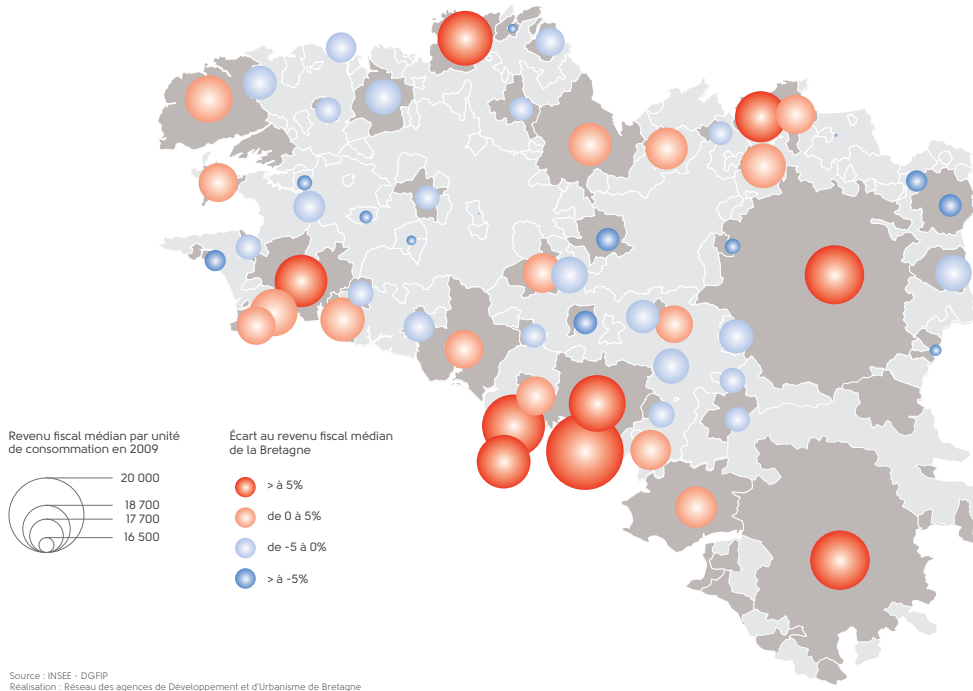 Revenu fiscal médian par unité
de consommation en 2009
20 000
18 700
17 700
16 500
Écart au revenu fiscal médian
de la Bretagne
> à 5%
de 0 à 5%
de -5 à 0%
> à -5%
Source : INSEE - DGFIP
Réalisation : Réseau des agences de Développement et d'Urbanisme de Bretagne